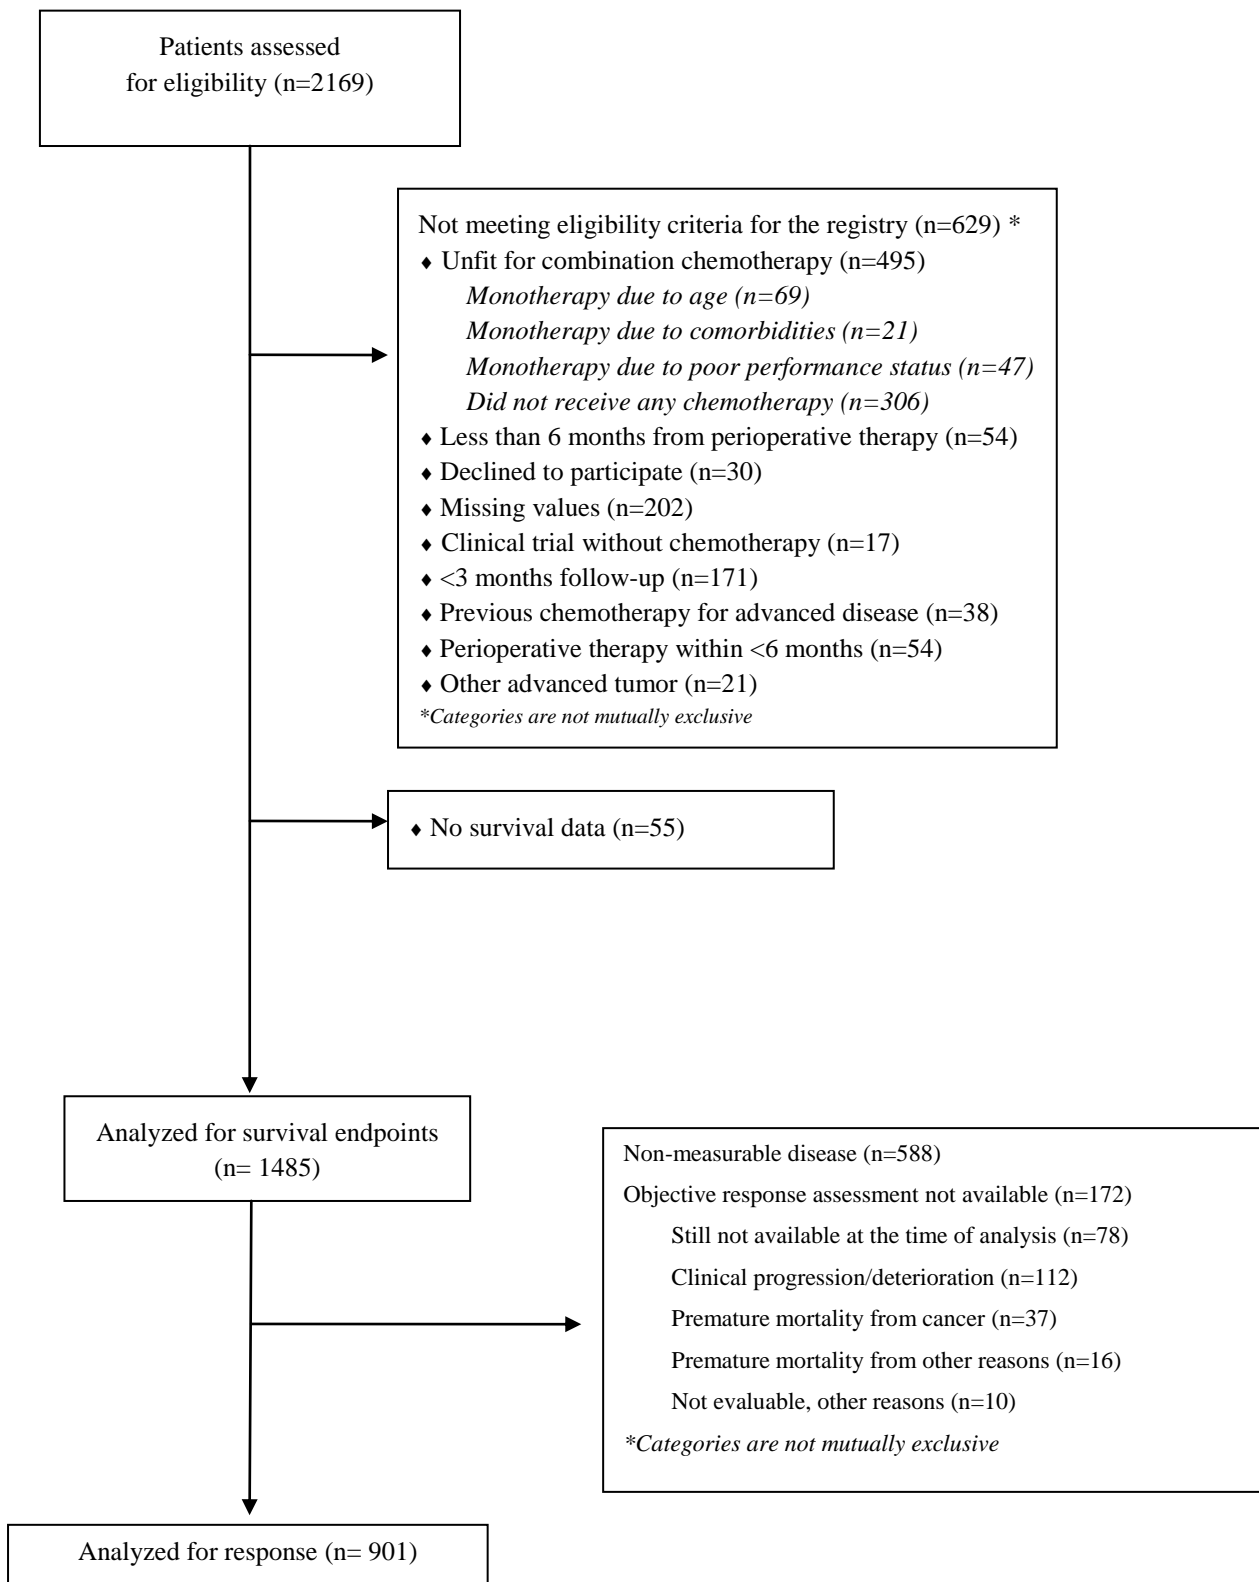 Patients assessed
for eligibility (n=2169)
Not meeting eligibility criteria for the registry (n=629) *
♦ Unfit for combination chemotherapy (n=495)
Monotherapy due to age (n=69)
Monotherapy due to comorbidities (n=21)
Monotherapy due to poor performance status (n=47)
Did not receive any chemotherapy (n=306)
♦ Less than 6 months from perioperative therapy (n=54)
♦ Declined to participate (n=30)
♦ Missing values (n=202)
♦ Clinical trial without chemotherapy (n=17)
♦ <3 months follow-up (n=171)
♦ Previous chemotherapy for advanced disease (n=38)
♦ Perioperative therapy within <6 months (n=54)
♦ Other advanced tumor (n=21)
*Categories are not mutually exclusive
♦ No survival data (n=55)
Analyzed for survival endpoints
(n= 1485)
Non-measurable disease (n=588)
Objective response assessment not available (n=172)
Still not available at the time of analysis (n=78)
Clinical progression/deterioration (n=112)
Premature mortality from cancer (n=37)
Premature mortality from other reasons (n=16)
Not evaluable, other reasons (n=10)
*Categories are not mutually exclusive
Analyzed for response (n= 901)